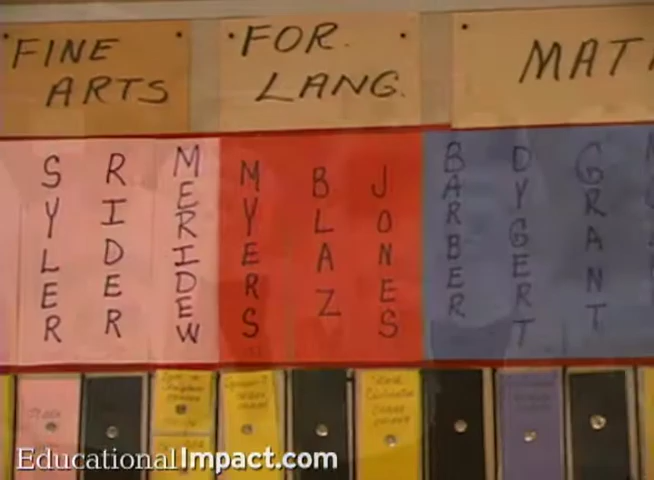 FINE
ARTS
FOR.
LANG.
MAT
SYLER
RIDER
MERIDEW
MYERS
BLAZ
JONES
BARBER
DYGERT
GRANT
EducationalImpact.com